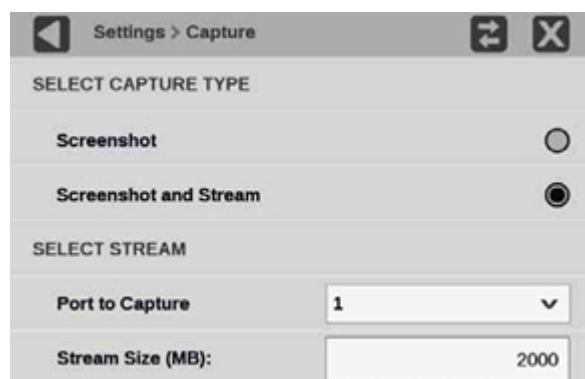 Settings > Capture
SELECT CAPTURE TYPE
Screenshot
Screenshot and Stream
SELECT STREAM
Port to Capture 1
Stream Size (MB): 2000